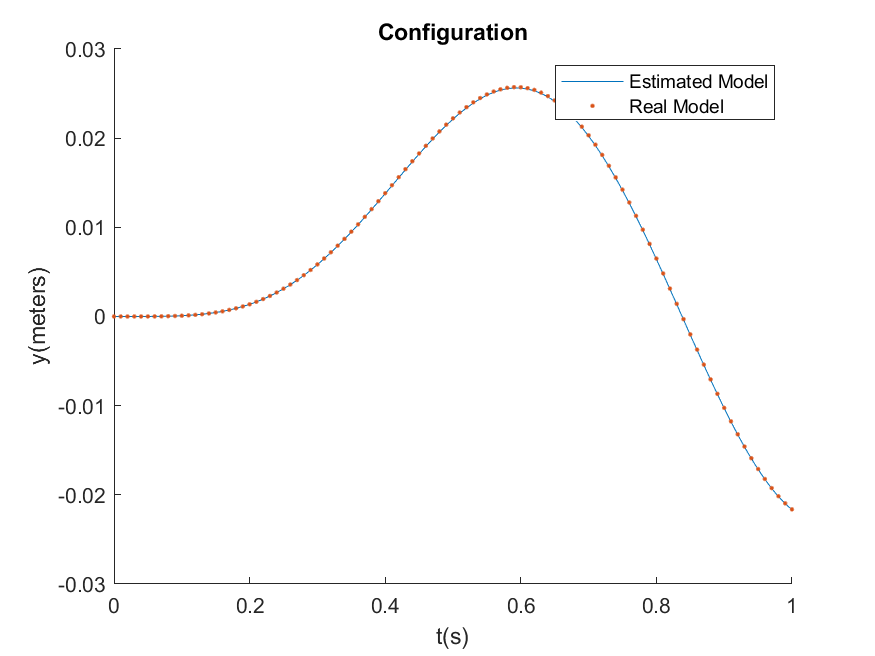 Configuration
0.03
Estimated Model
Real Model
0.02
0.01
0
-0.01
-0.02
-0.03
y(meters)
0 0.2 0.4 0.6 0.8 1
t(s)